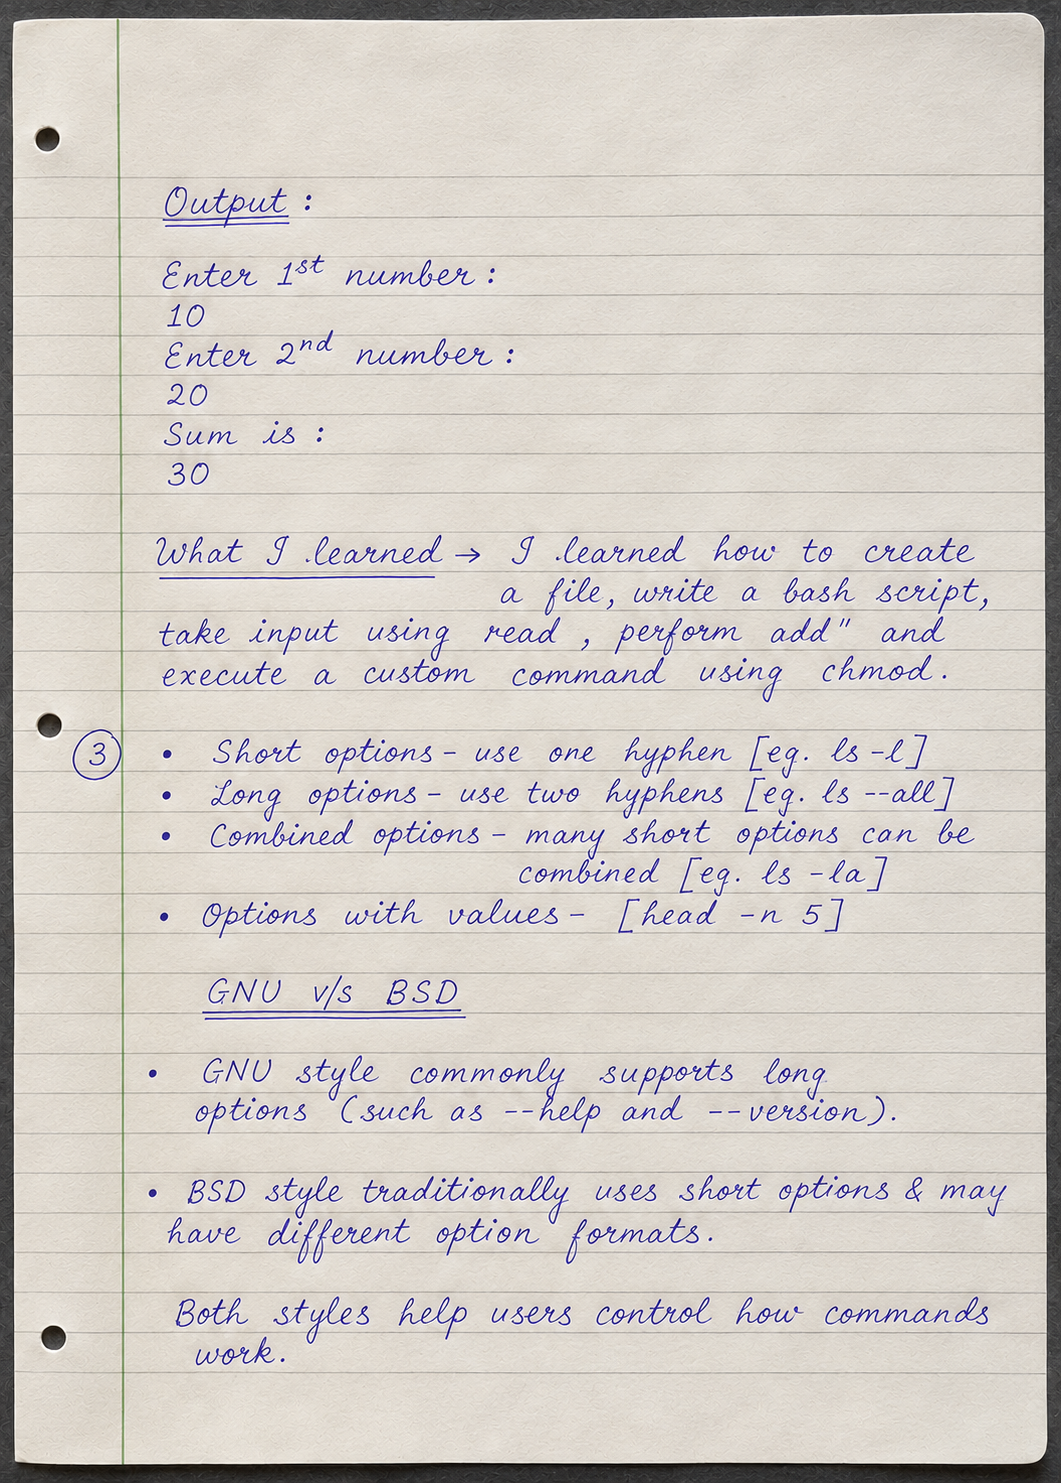 Output :
Enter 1st number :
10
Enter 2nd number :
20
Sum is :
30
What I learned → I learned how to create
a file, write a bash script,
take input using read , perform add" and
execute a custom command using chmod.
3 • Short options - use one hyphen [eg. ls -l]
• Long options - use two hyphens [eg. ls --all]
• Combined options - many short options can be
combined [eg. ls -la]
• Options with values - [head -n 5]
GNU v/s BSD
• GNU style commonly supports long
options (such as --help and --version).
• BSD style traditionally uses short options & may
have different option formats.
Both styles help users control how commands
work.